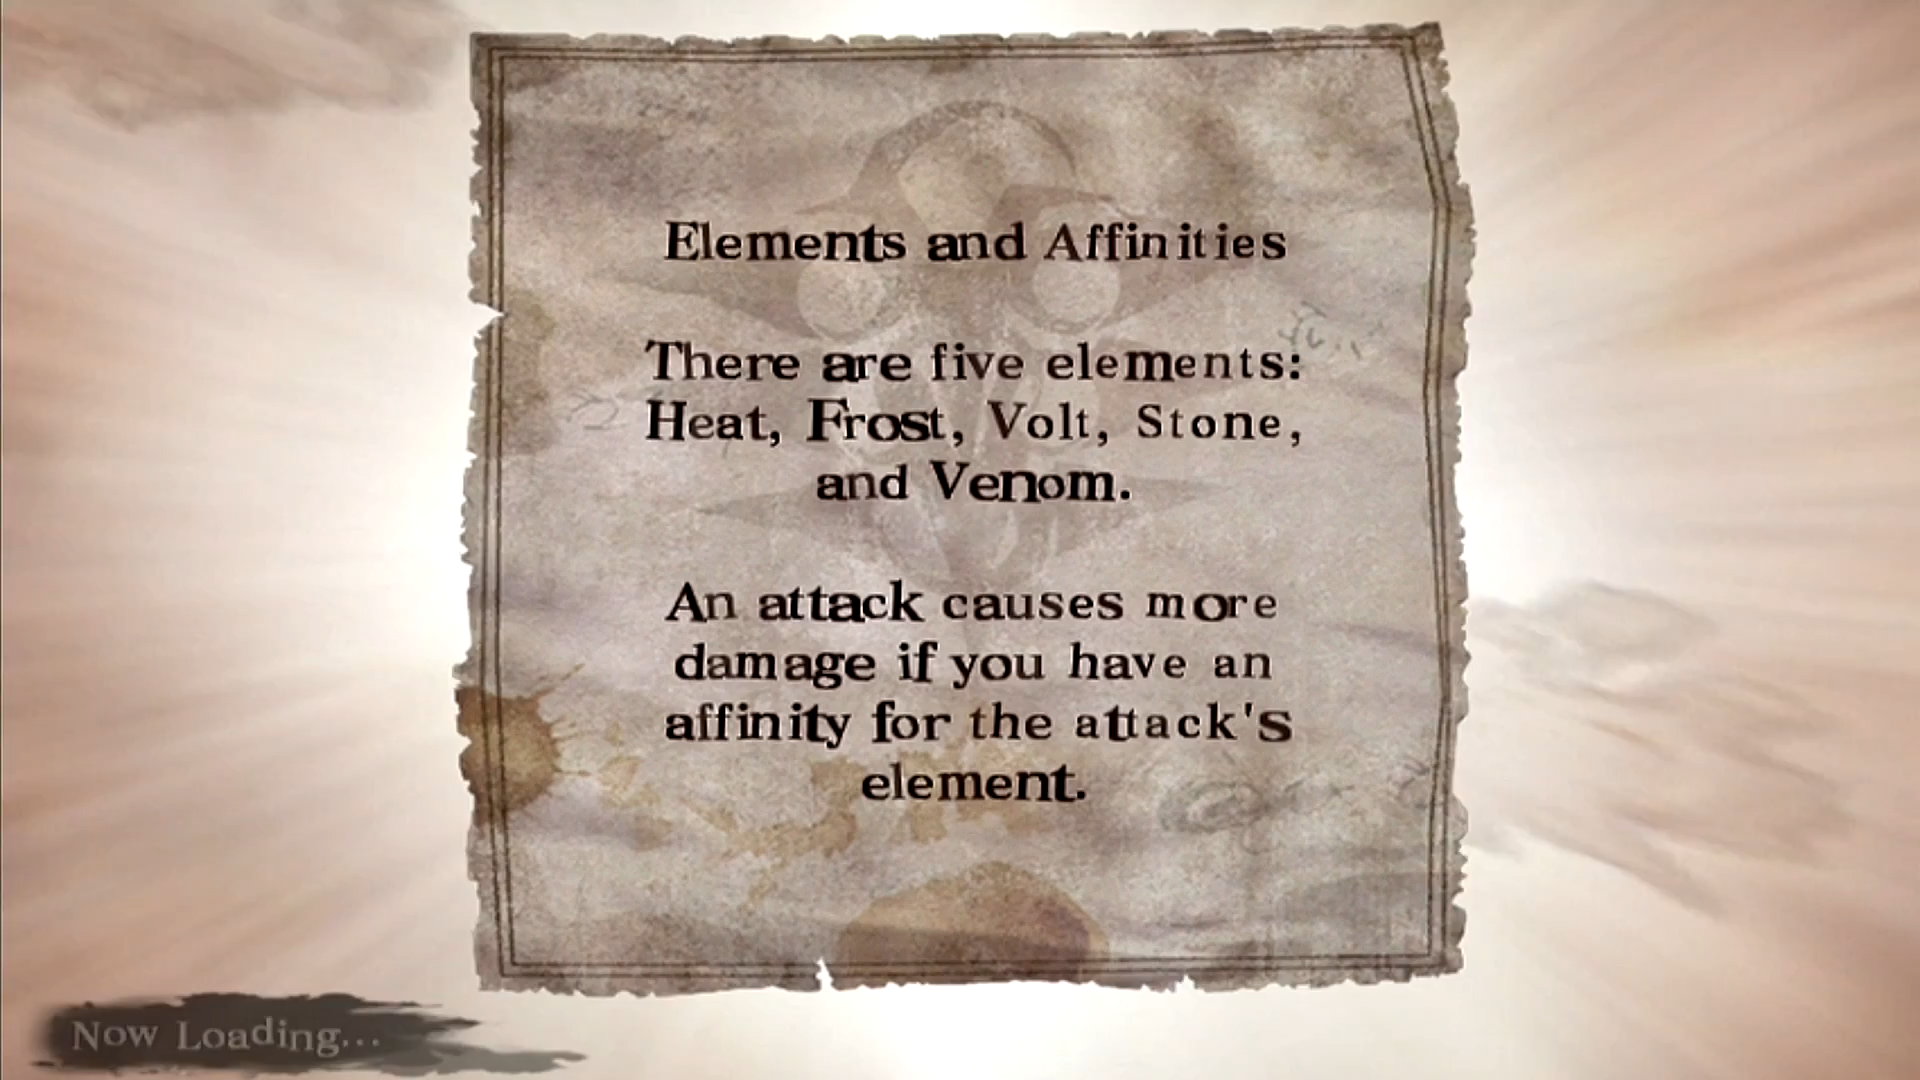 Elements and Affinities
There are five elements:
Heat, Frost, Volt, Stone,
and Venom.
An attack causes more
damage if you have an
affinity for the attack's
element.
Now Loading...